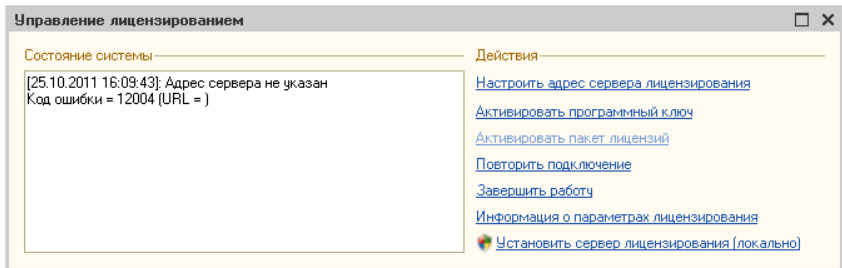 Управление лицензированием
Состояние системы
[25.10.2011 16:09:43]: Адрес сервера не указан
Код ошибки = 12004 (URL = )
Действия
Настроить адрес сервера лицензирования
Активировать программный ключ
Активировать пакет лицензий
Повторить подключение
Завершить работу
Информация о параметрах лицензирования
Установить сервер лицензирования (локально)